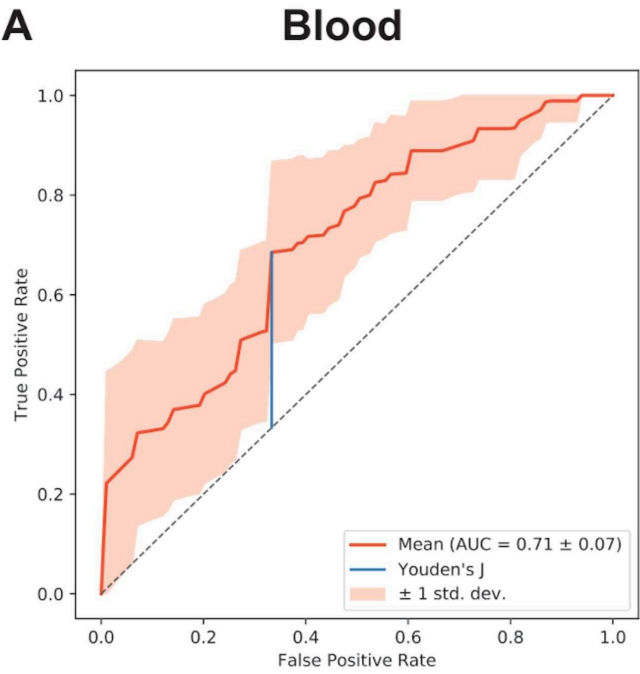 A
Blood
True Positive Rate
1.0
0.8
0.6
0.4
0.2
0.0
Mean (AUC = 0.71 ± 0.07)
Youden's J
± 1 std. dev.
0.0 0.2 0.4 0.6 0.8 1.0
False Positive Rate